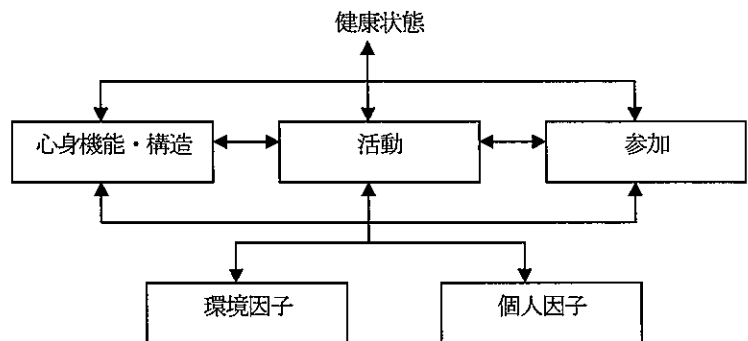 健康状態
心身機能・構造
活動
参加
環境因子
個人因子